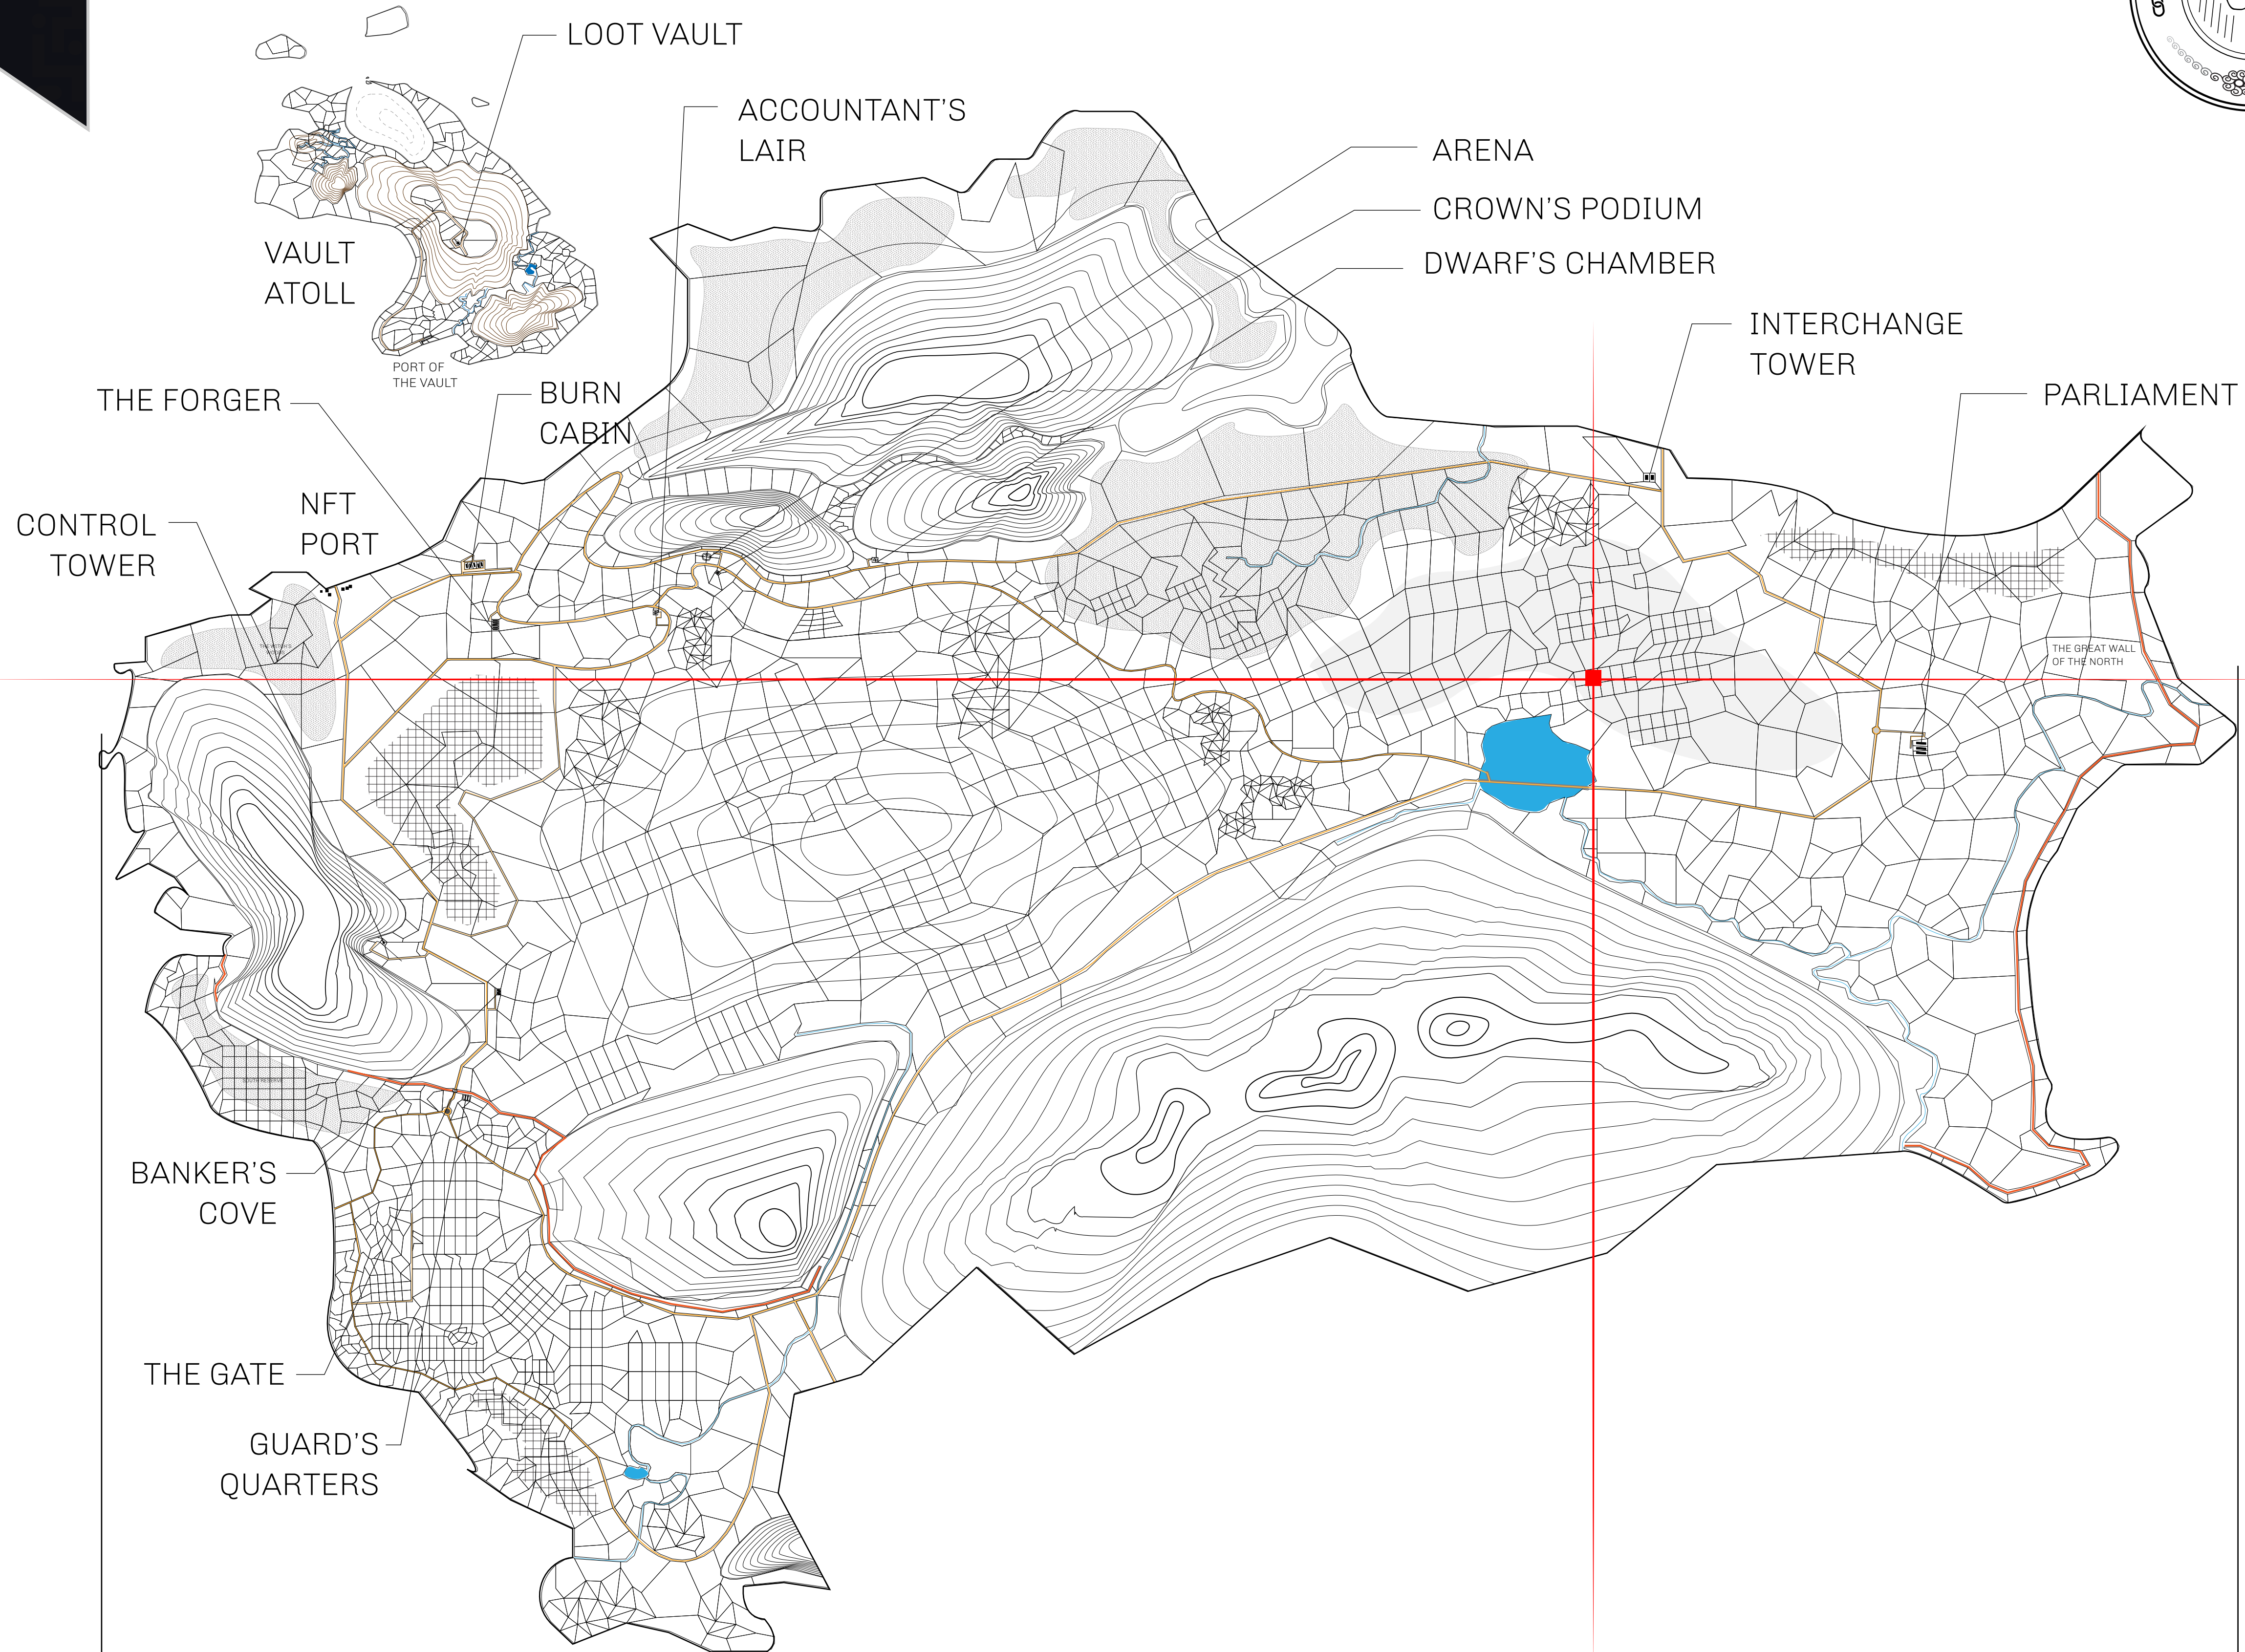 LOOT VAULT
ACCOUNTANT'S
LAIR
ARENA
CROWN'S PODIUM
DWARF'S CHAMBER
VAULT
ATOLL
PORT OF
THE VAULT
INTERCHANGE
TOWER
PARLIAMENT
THE FORGER
BURN
CABIN
NFT
PORT
CONTROL
TOWER
THE GREAT WALL
OF THE NORTH
SOUTH RESERVE
BANKER'S
COVE
THE GATE
GUARD'S
QUARTERS